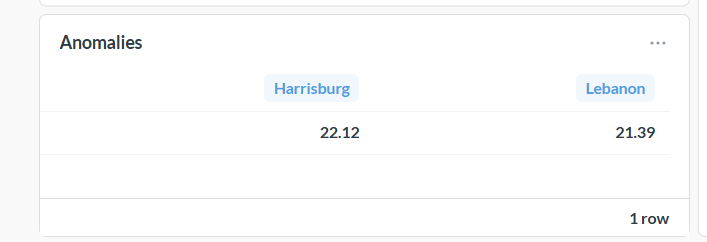 Anomalies
Harrisburg Lebanon
22.12 21.39
1 row